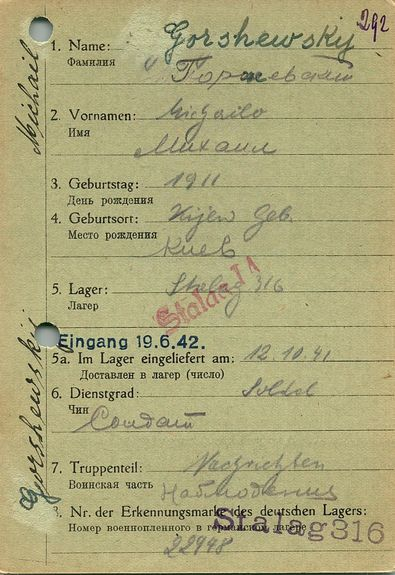 292
1. Name: Gorshewsky
Фамилия Горшевский
2. Vornamen: Michailo
Имя Михаил
3. Geburtstag: 1911
День рождения
4. Geburtsort: Kijew Geb.
Место рождения Киев
5. Lager: Stalag 316
Лагер
Stalag I A
Eingang 19.6.42.
5a. Im Lager eingeliefert am: 12.10.41
Доставлен в лагер (число)
6. Dienstgrad: Soldat
Чин Солдат
7. Truppenteil: Nachrichten
Воинская часть Наблюдения
8. Nr. der Erkennungsmarke des deutschen Lagers:
Номер военнопленного в германском лагере
Stalag 316
22948
Gorshewsky Michail